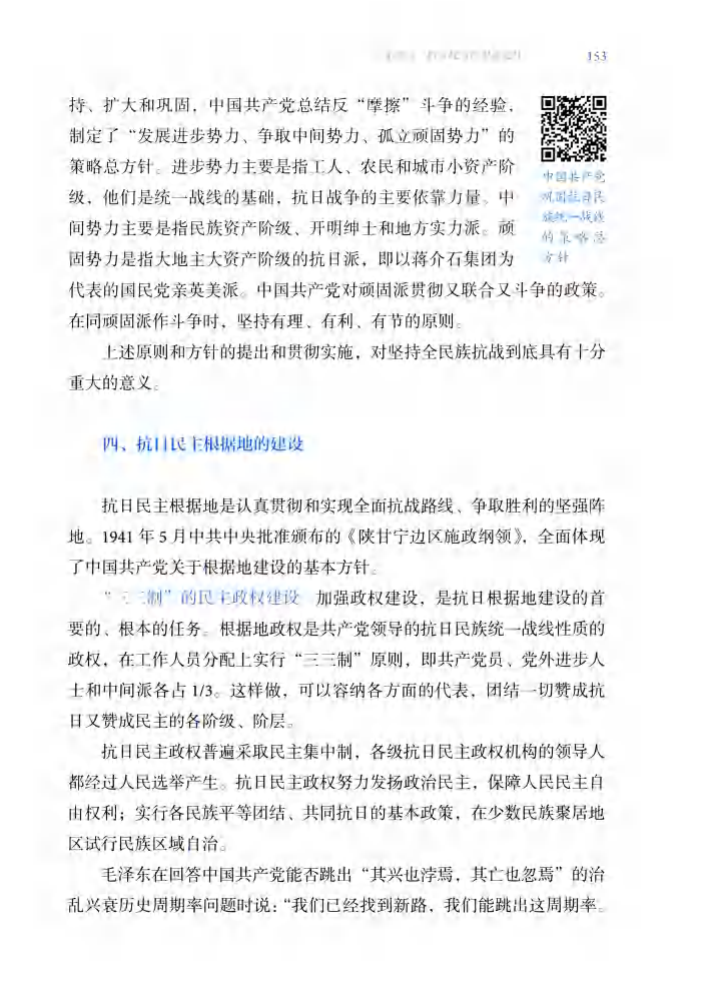 153
持、扩大和巩固，中国共产党总结反“摩擦”斗争的经验，
制定了“发展进步势力、争取中间势力、孤立顽固势力”的
策略总方针。进步势力主要是指工人、农民和城市小资产阶
级，他们是统一战线的基础，抗日战争的主要依靠力量。中
间势力主要是指民族资产阶级、开明绅士和地方实力派。顽
固势力是指大地主大资产阶级的抗日派，即以蒋介石集团为
代表的国民党亲英美派。中国共产党对顽固派贯彻又联合又斗争的政策。
在同顽固派作斗争时，坚持有理、有利、有节的原则。
中国共产党
巩固抗日民
族统一战线
的策略总
方针
上述原则和方针的提出和贯彻实施，对坚持全民族抗战到底具有十分
重大的意义。
四、抗日民主根据地的建设
抗日民主根据地是认真贯彻和实现全面抗战路线、争取胜利的坚强阵
地。1941 年 5 月中共中央批准颁布的《陕甘宁边区施政纲领》，全面体现
了中国共产党关于根据地建设的基本方针。
“三三制”的民主政权建设 加强政权建设，是抗日根据地建设的首
要的、根本的任务。根据地政权是共产党领导的抗日民族统一战线性质的
政权，在工作人员分配上实行“三三制”原则，即共产党员、党外进步人
士和中间派各占 1/3。这样做，可以容纳各方面的代表，团结一切赞成抗
日又赞成民主的各阶级、阶层。
抗日民主政权普遍采取民主集中制，各级抗日民主政权机构的领导人
都经过人民选举产生。抗日民主政权努力发扬政治民主，保障人民民主自
由权利；实行各民族平等团结、共同抗日的基本政策，在少数民族聚居地
区试行民族区域自治。
毛泽东在回答中国共产党能否跳出“其兴也浡焉，其亡也忽焉”的治
乱兴衰历史周期率问题时说：“我们已经找到新路，我们能跳出这周期率。